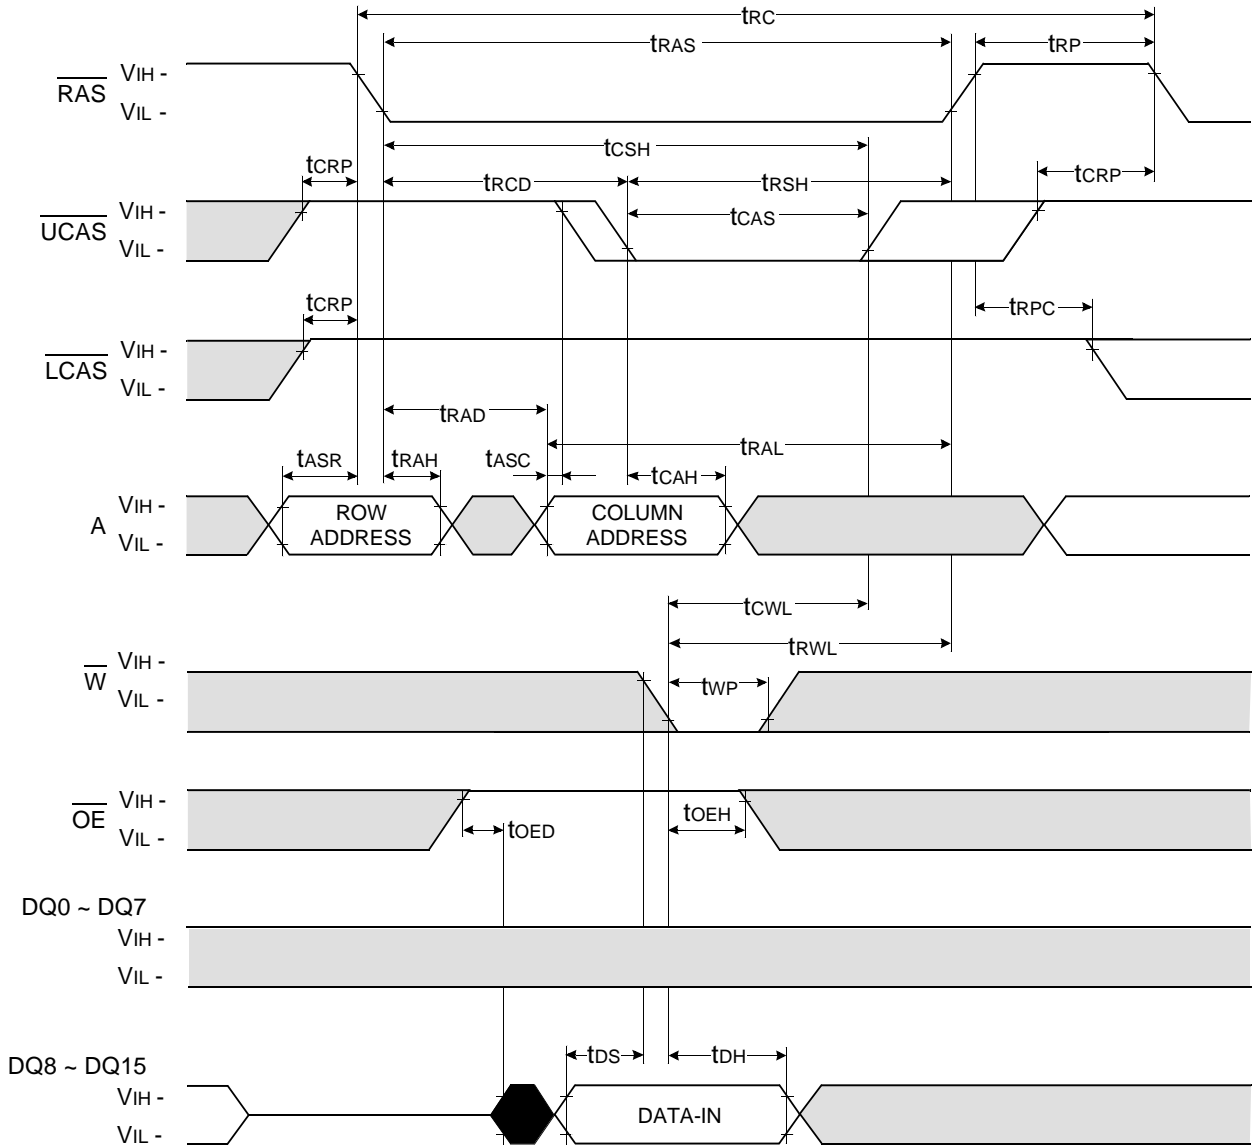 tRC
tRAS
tRP
RAS
VIH -
VIL -
tCSH
tCRP
tRCD
tRSH
tCRP
UCAS
VIH -
VIL -
tCAS
tCRP
tRPC
LCAS
VIH -
VIL -
tRAD
tRAL
tASR
tRAH
tASC
tCAH
A
VIH -
VIL -
ROW
ADDRESS
COLUMN
ADDRESS
tCWL
tRWL
W
VIH -
VIL -
tWP
OE
VIH -
VIL -
tOED
tOEH
DQ0 ~ DQ7
VIH -
VIL -
tDS
tDH
DQ8 ~ DQ15
VIH -
VIL -
DATA-IN